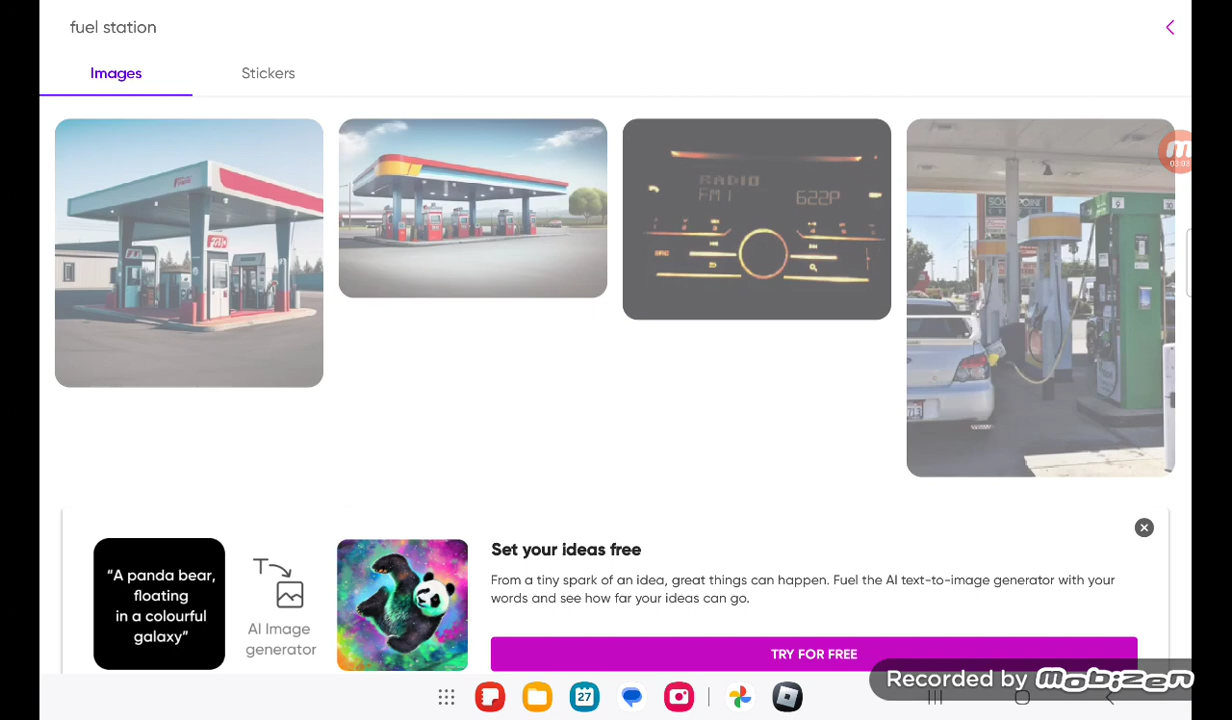 fuel station
Images
Stickers
RADIO
FM 1
622P
03:03
"A panda bear,
floating
in a colourful
galaxy"
AI Image
generator
Set your ideas free
From a tiny spark of an idea, great things can happen. Fuel the AI text-to-image generator with your
words and see how far your ideas can go.
TRY FOR FREE
27
Recorded by mobizen